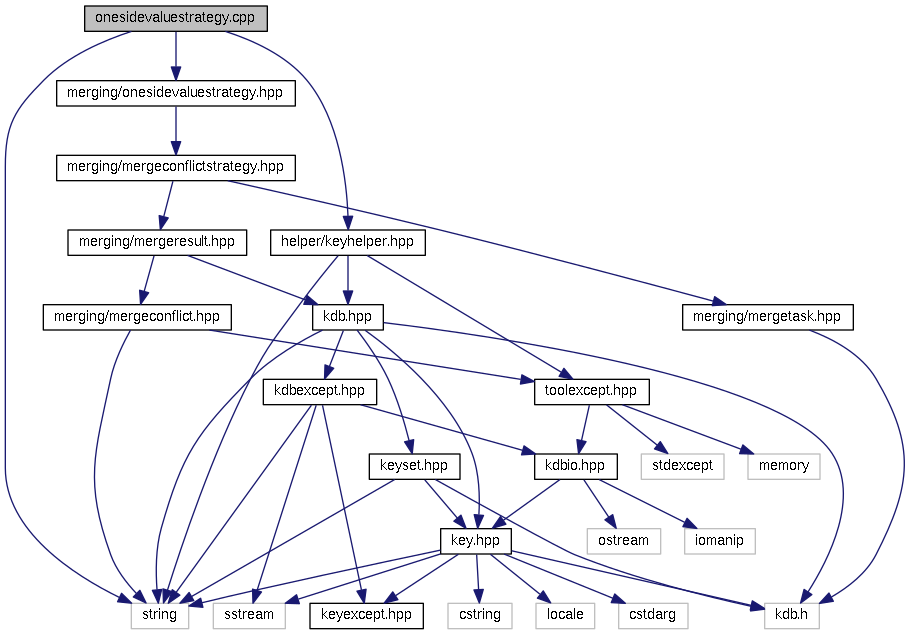 onesidevaluestrategy.cpp
merging/onesidevaluestrategy.hpp
merging/mergeconflictstrategy.hpp
merging/mergeresult.hpp
helper/keyhelper.hpp
merging/mergeconflict.hpp
kdb.hpp
merging/mergetask.hpp
kdbexcept.hpp
toolexcept.hpp
keyset.hpp
kdbio.hpp
stdexcept
memory
key.hpp
ostream
iomanip
string
sstream
keyexcept.hpp
cstring
locale
cstdarg
kdb.h